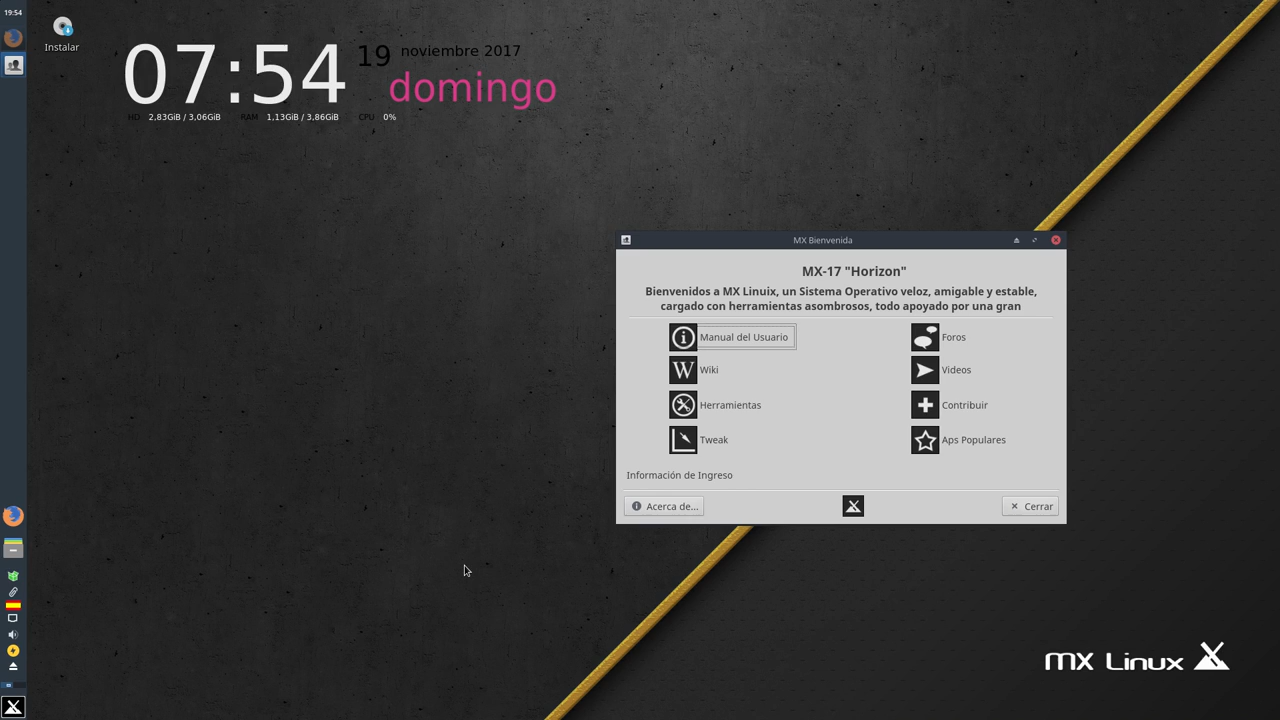 19:54
Instalar
07:54
19
noviembre 2017
domingo
HD 2,83GiB / 3,06GiB RAM 1,13GiB / 3,86GiB CPU 0%
MX Bienvenida
MX-17 "Horizon"
Bienvenidos a MX Linuix, un Sistema Operativo veloz, amigable y estable,
cargado con herramientas asombrosos, todo apoyado por una gran
Manual del Usuario
Foros
W Wiki
Videos
Herramientas
Contribuir
Tweak
Aps Populares
Información de Ingreso
Acerca de...
Cerrar
MX Linux